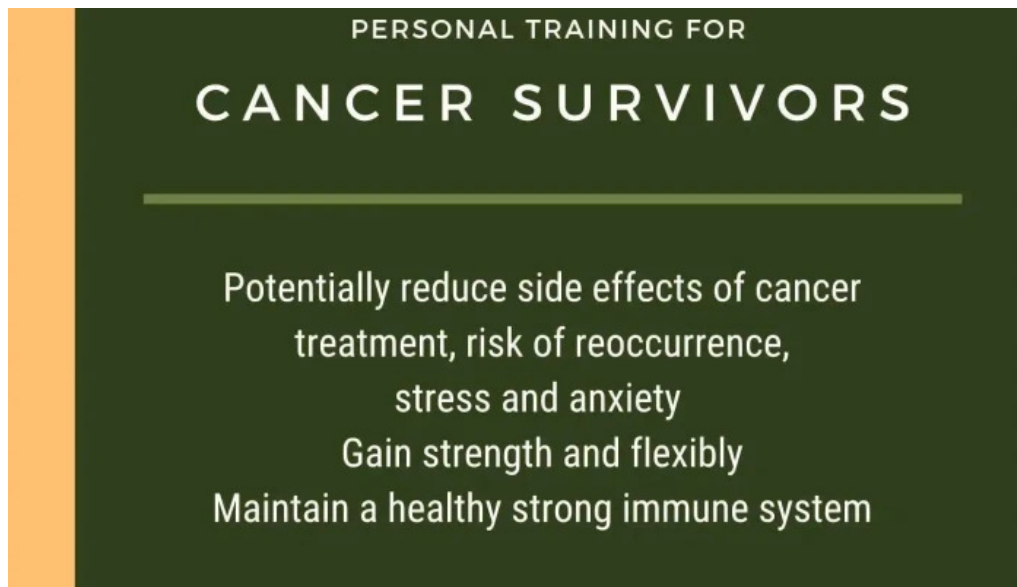 PERSONAL TRAINING FOR
CANCER SURVIVORS
Potentially reduce side effects of cancer
treatment, risk of reoccurrence,
stress and anxiety
Gain strength and flexibly
Maintain a healthy strong immune system